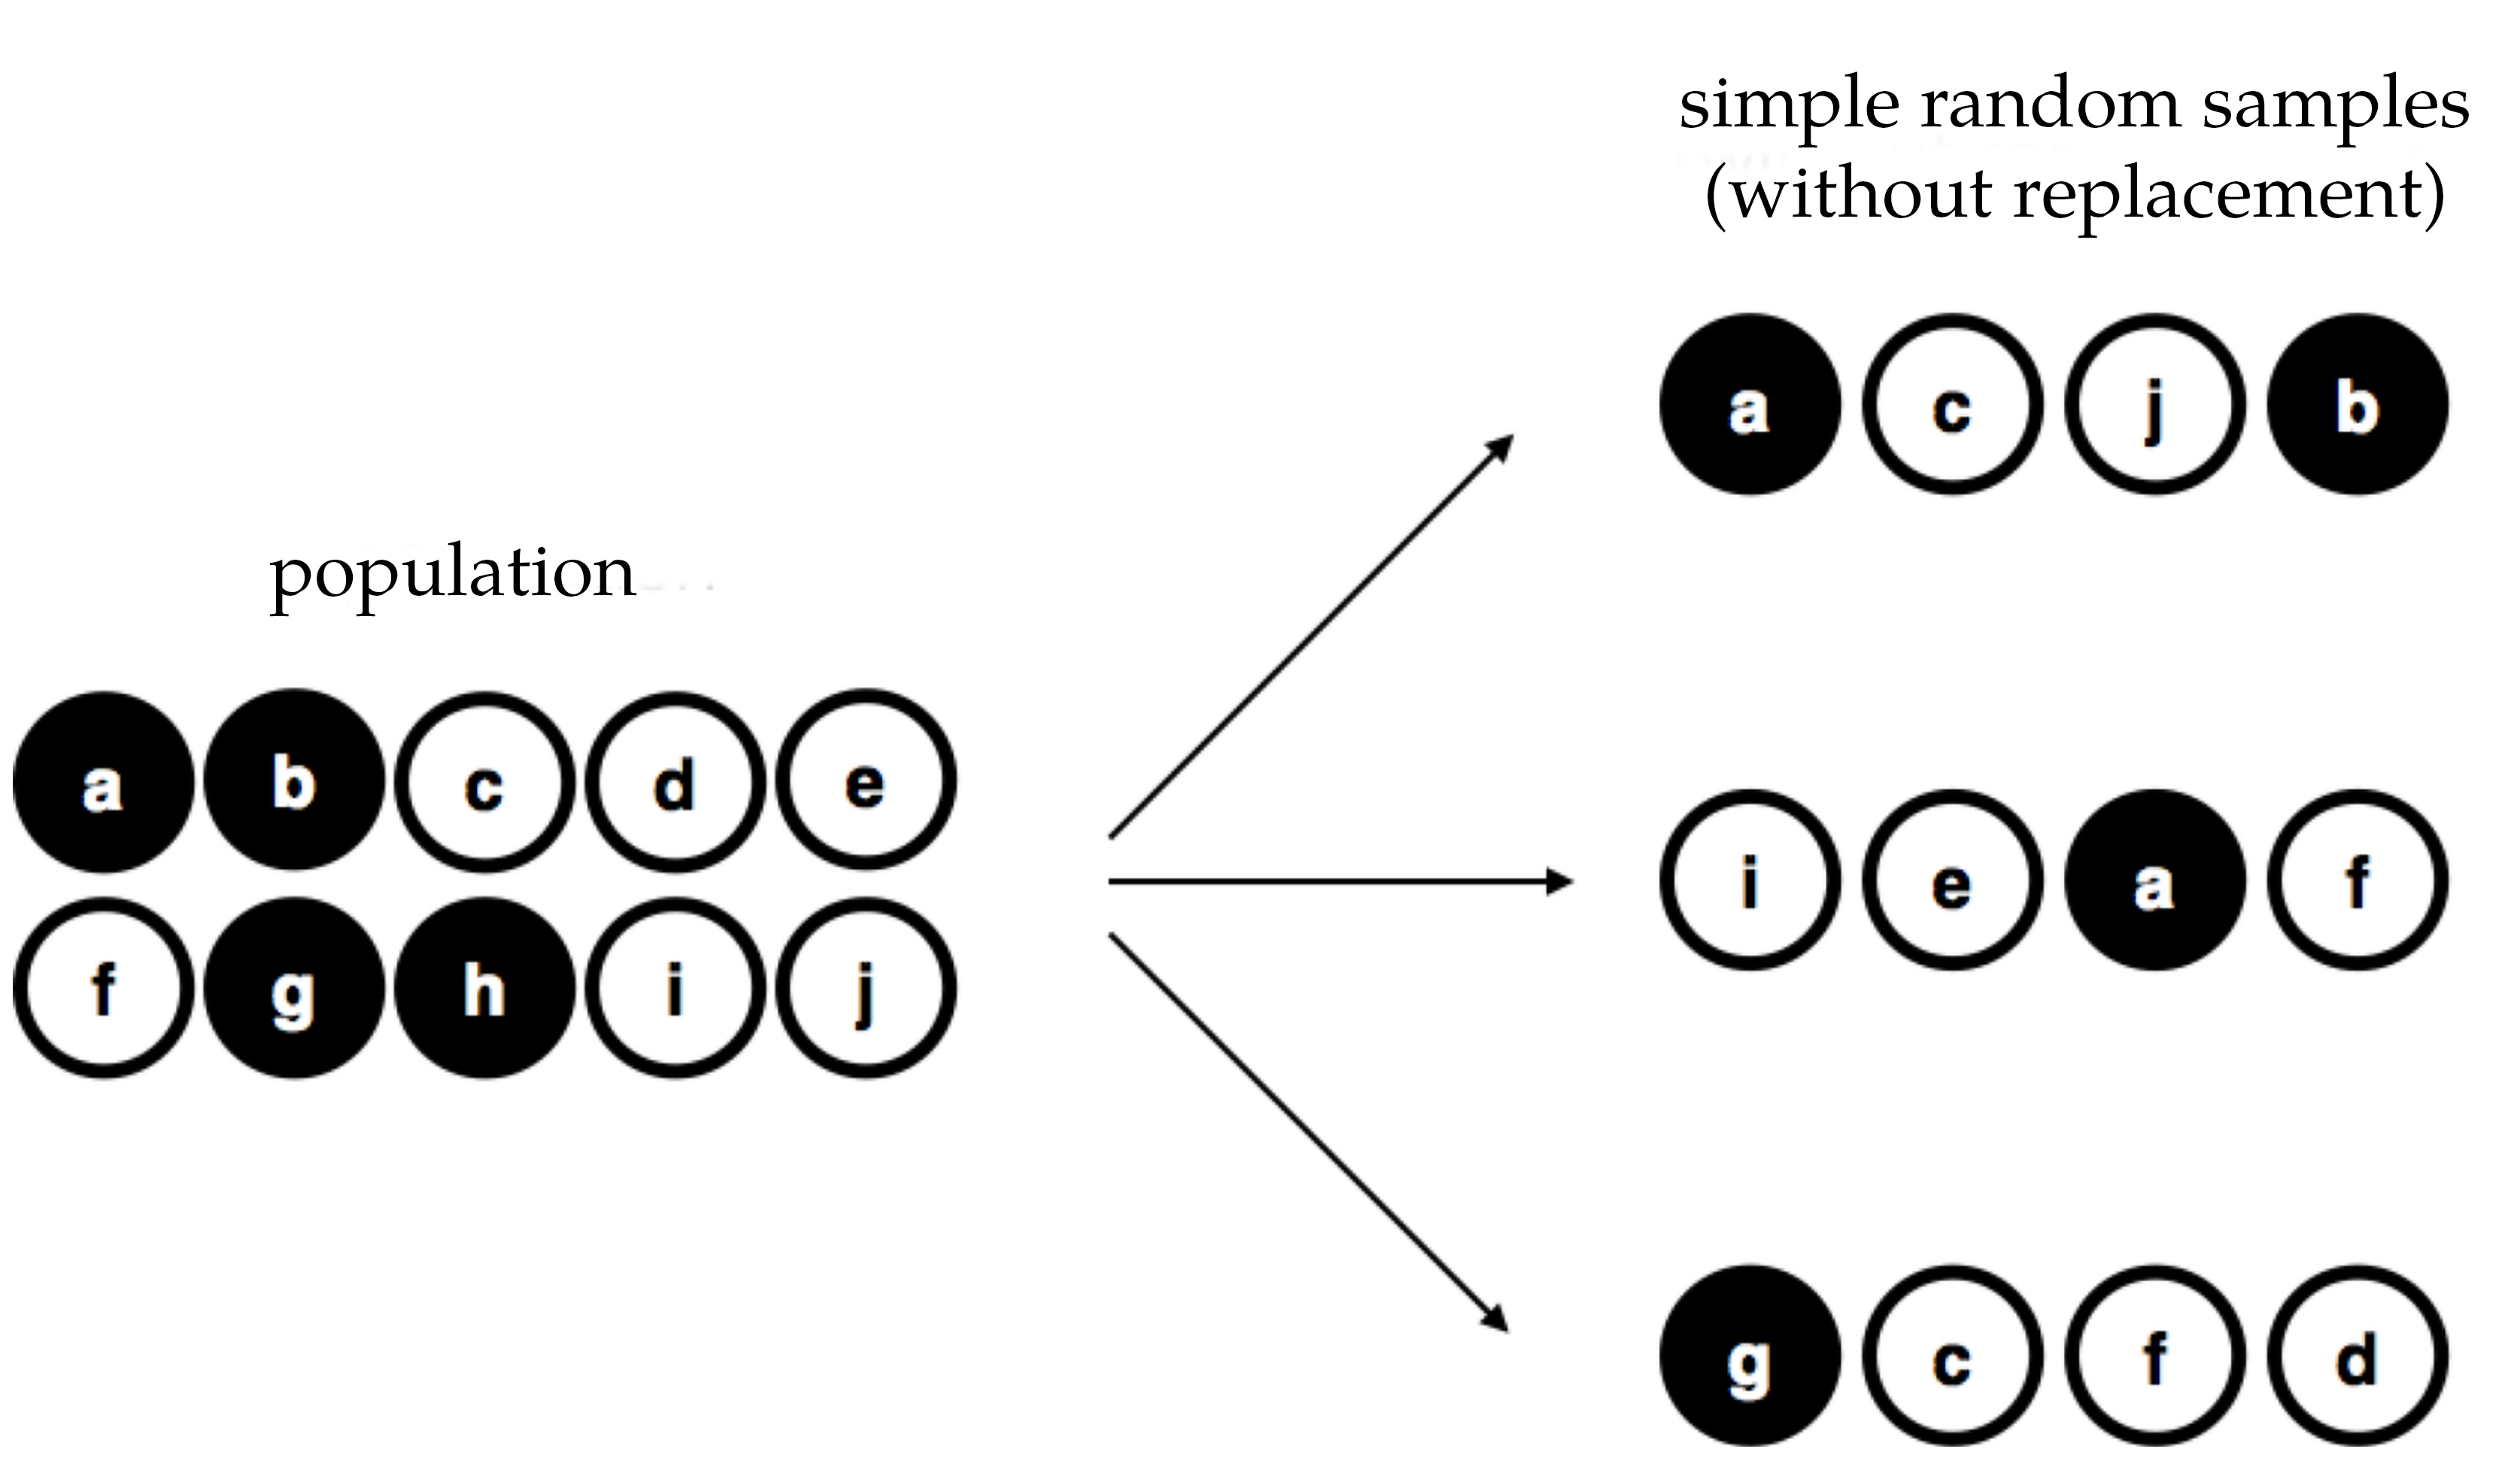 simple random samples
(without replacement)
a c j b
population
a b c d e
i e a f
f g h i j
g c f d